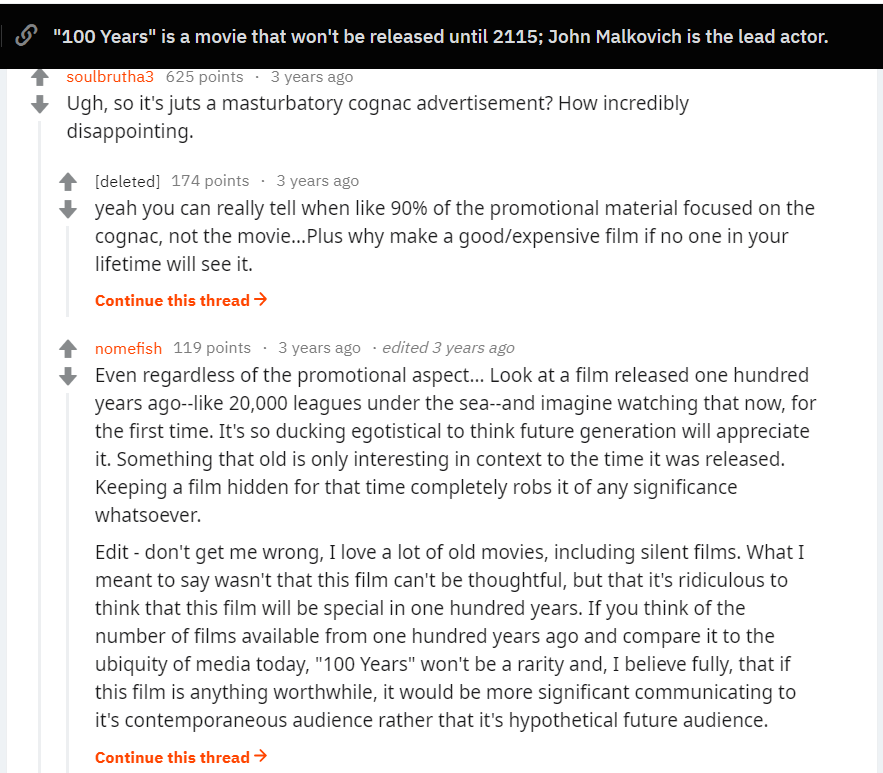 "100 Years" is a movie that won't be released until 2115; John Malkovich is the lead actor.
soulbrutha3 625 points · 3 years ago
Ugh, so it's juts a masturbatory cognac advertisement? How incredibly
disappointing.
[deleted] 174 points · 3 years ago
yeah you can really tell when like 90% of the promotional material focused on the
cognac, not the movie...Plus why make a good/expensive film if no one in your
lifetime will see it.
Continue this thread →
nomefish 119 points · 3 years ago · edited 3 years ago
Even regardless of the promotional aspect... Look at a film released one hundred
years ago--like 20,000 leagues under the sea--and imagine watching that now, for
the first time. It's so ducking egotistical to think future generation will appreciate
it. Something that old is only interesting in context to the time it was released.
Keeping a film hidden for that time completely robs it of any significance
whatsoever.
Edit - don't get me wrong, I love a lot of old movies, including silent films. What I
meant to say wasn't that this film can't be thoughtful, but that it's ridiculous to
think that this film will be special in one hundred years. If you think of the
number of films available from one hundred years ago and compare it to the
ubiquity of media today, "100 Years" won't be a rarity and, I believe fully, that if
this film is anything worthwhile, it would be more significant communicating to
it's contemporaneous audience rather that it's hypothetical future audience.
Continue this thread →